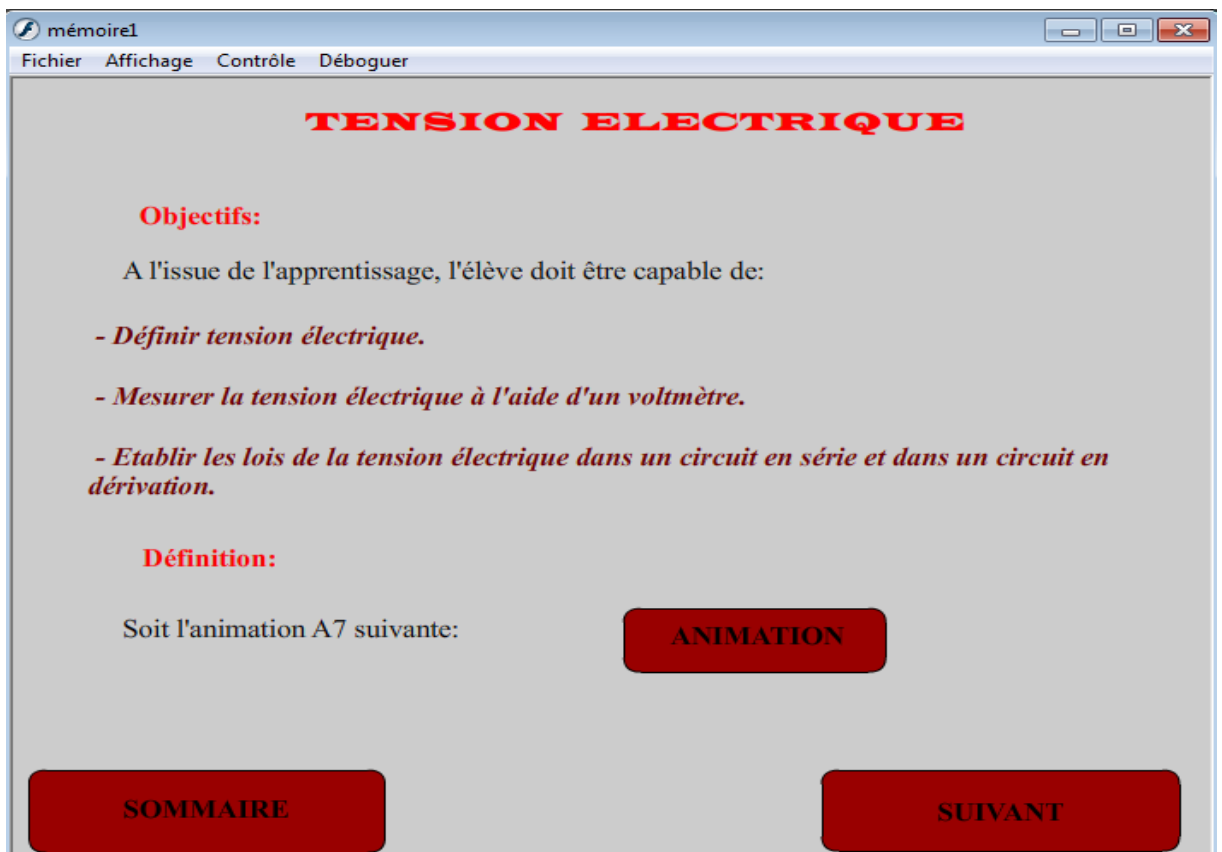 mémoire1
Fichier Affichage Contrôle Déboguer
TENSION ELECTRIQUE
Objectifs:
A l'issue de l'apprentissage, l'élève doit être capable de:
- Définir tension électrique.
- Mesurer la tension électrique à l'aide d'un voltmètre.
- Etablir les lois de la tension électrique dans un circuit en série et dans un circuit en
dérivation.
Définition:
Soit l'animation A7 suivante:
ANIMATION
SOMMAIRE
SUIVANT